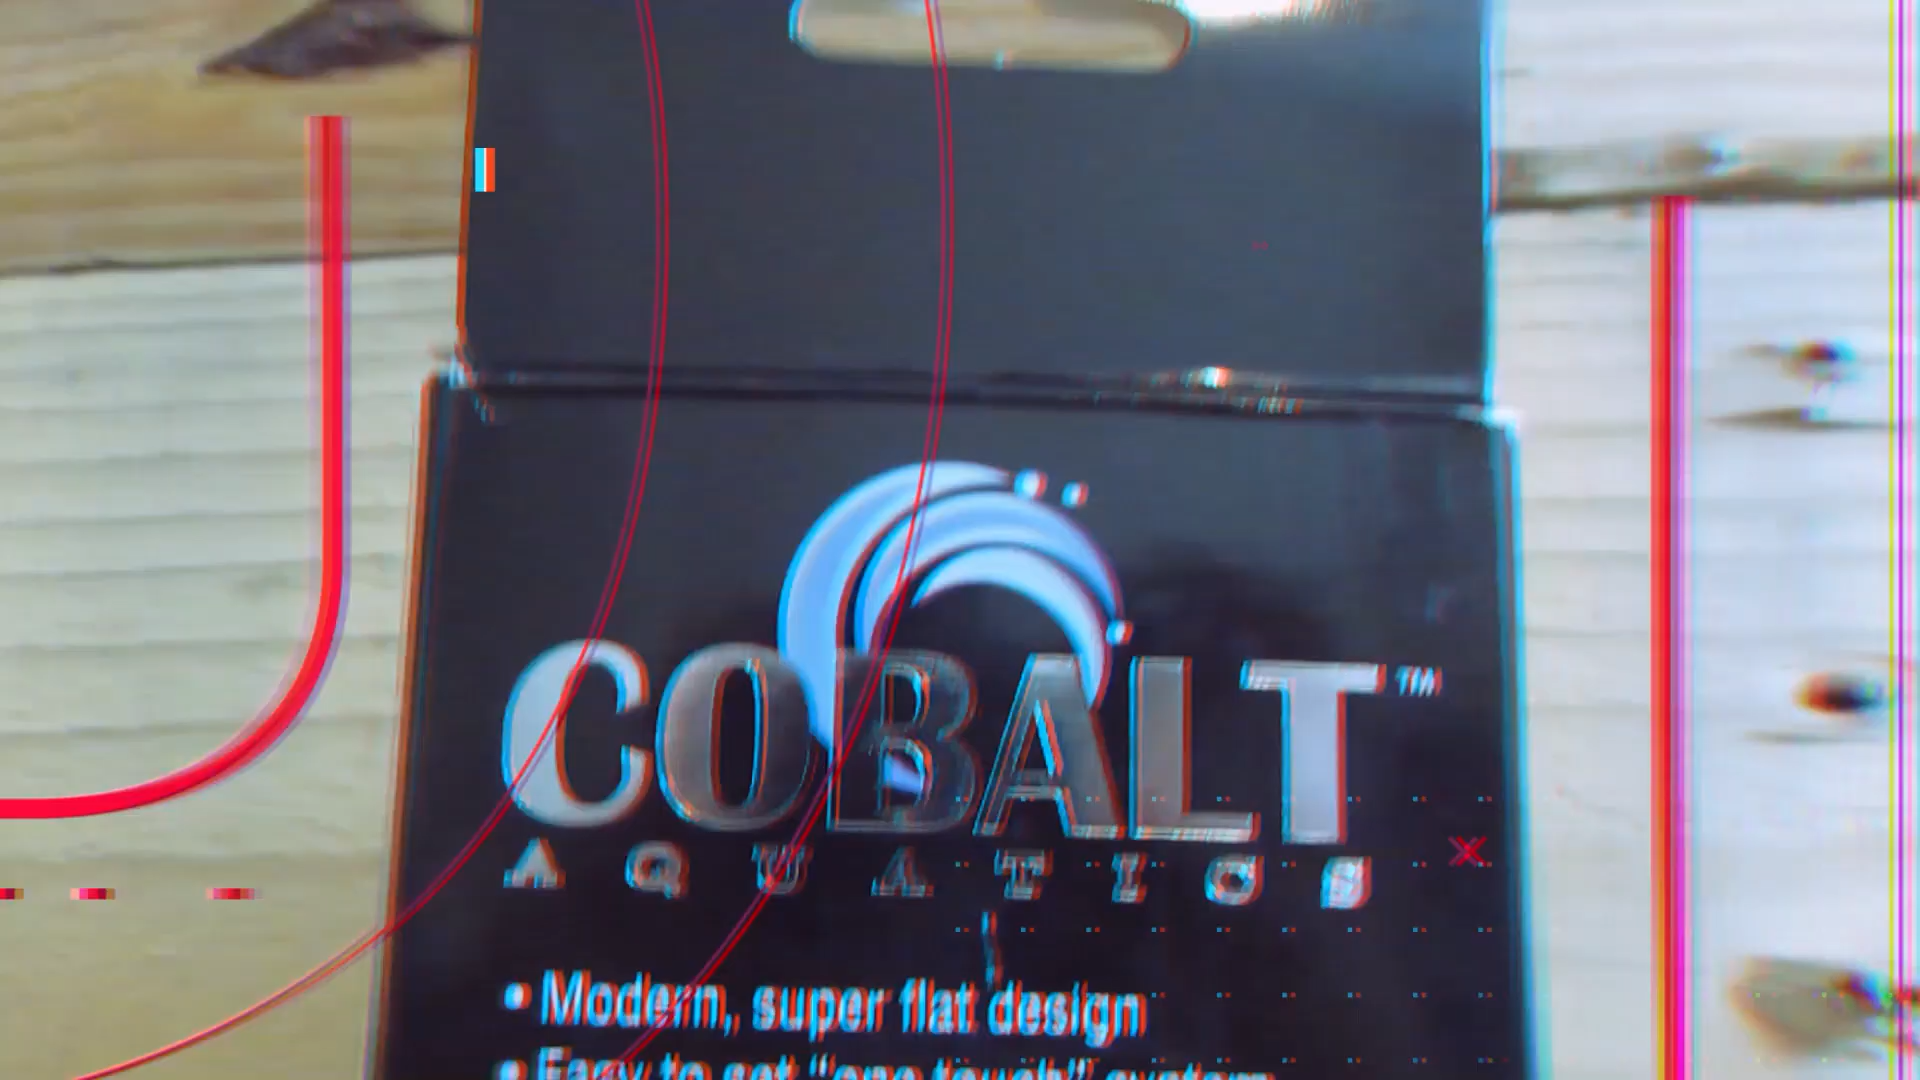 COBALT™
AQUATICS
• Modern, super flat design
• Easy to set "one touch" system